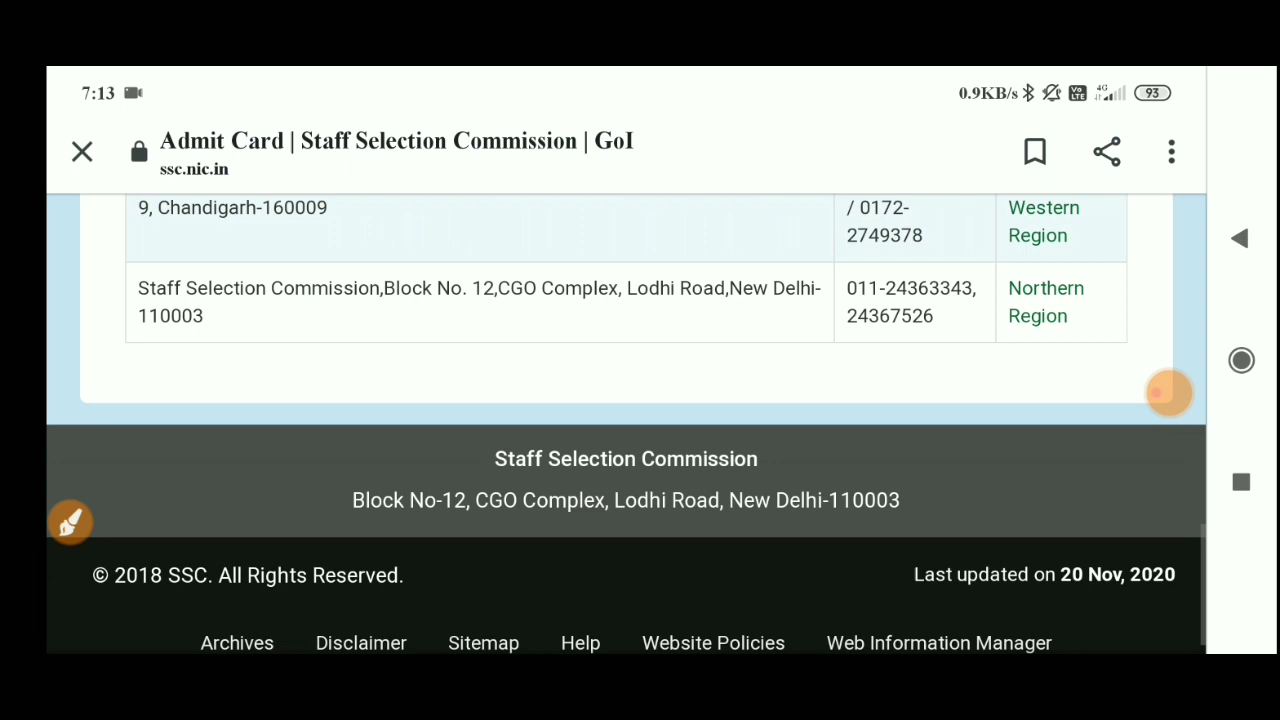 7:13
0.9KB/s Vo LTE 4G 93
Admit Card | Staff Selection Commission | GoI
ssc.nic.in
9, Chandigarh-160009
/ 0172-
2749378
Western
Region
Staff Selection Commission,Block No. 12,CGO Complex, Lodhi Road,New Delhi-
110003
011-24363343,
24367526
Northern
Region
Staff Selection Commission
Block No-12, CGO Complex, Lodhi Road, New Delhi-110003
© 2018 SSC. All Rights Reserved.
Last updated on 20 Nov, 2020
Archives Disclaimer Sitemap Help Website Policies Web Information Manager